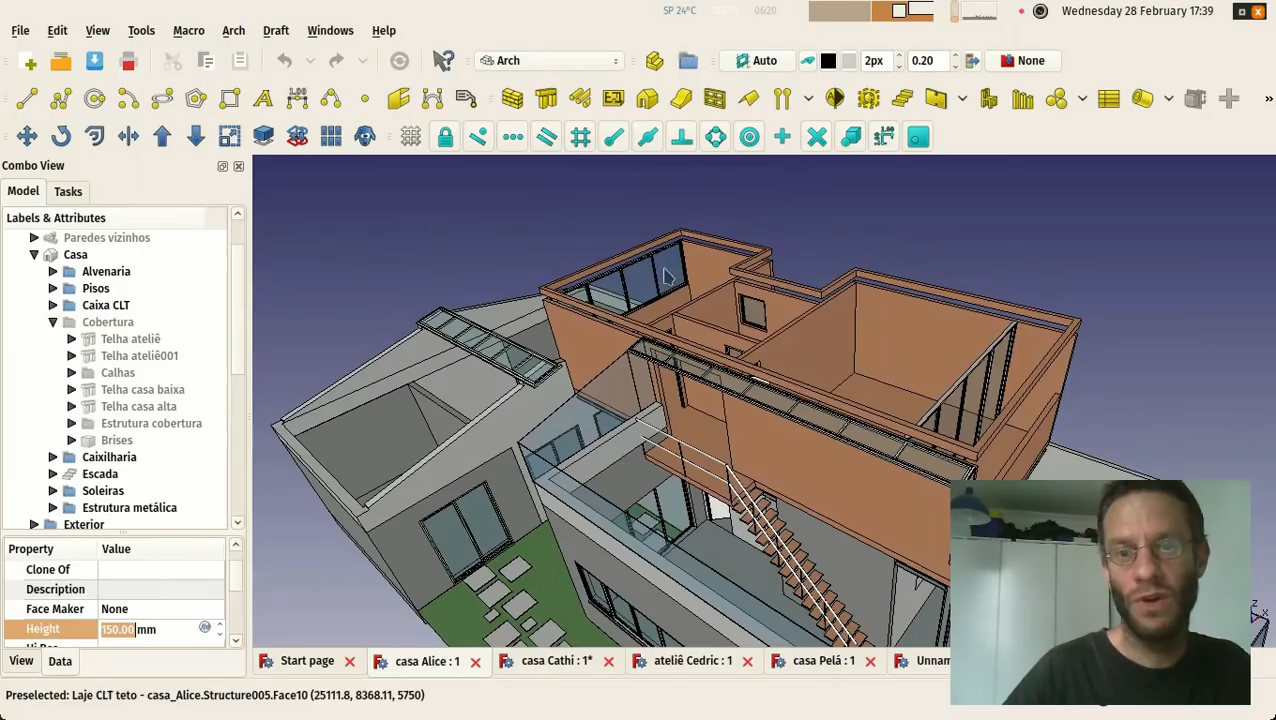 SP 24°C 06:20 Wednesday 28 February 17:39
File Edit View Tools Macro Arch Draft Windows Help
Arch Auto 2px 0.20 None
»
Combo View
Model Tasks
Labels & Attributes
Paredes vizinhos
Casa
Alvenaria
Pisos
Caixa CLT
Cobertura
Telha ateliê
Telha ateliê001
Calhas
Telha casa baixa
Telha casa alta
Estrutura cobertura
Brises
Caixilharia
Escada
Soleiras
Estrutura metálica
Exterior
Property Value
Clone Of
Description
Face Maker None
Height 150.00 mm
View Data
Start page casa Alice : 1 casa Cathi : 1* ateliê Cedric : 1 casa Pelá : 1 Unnam
Preselected: Laje CLT teto - casa_Alice.Structure005.Face10 (25111.8, 8368.11, 5750)